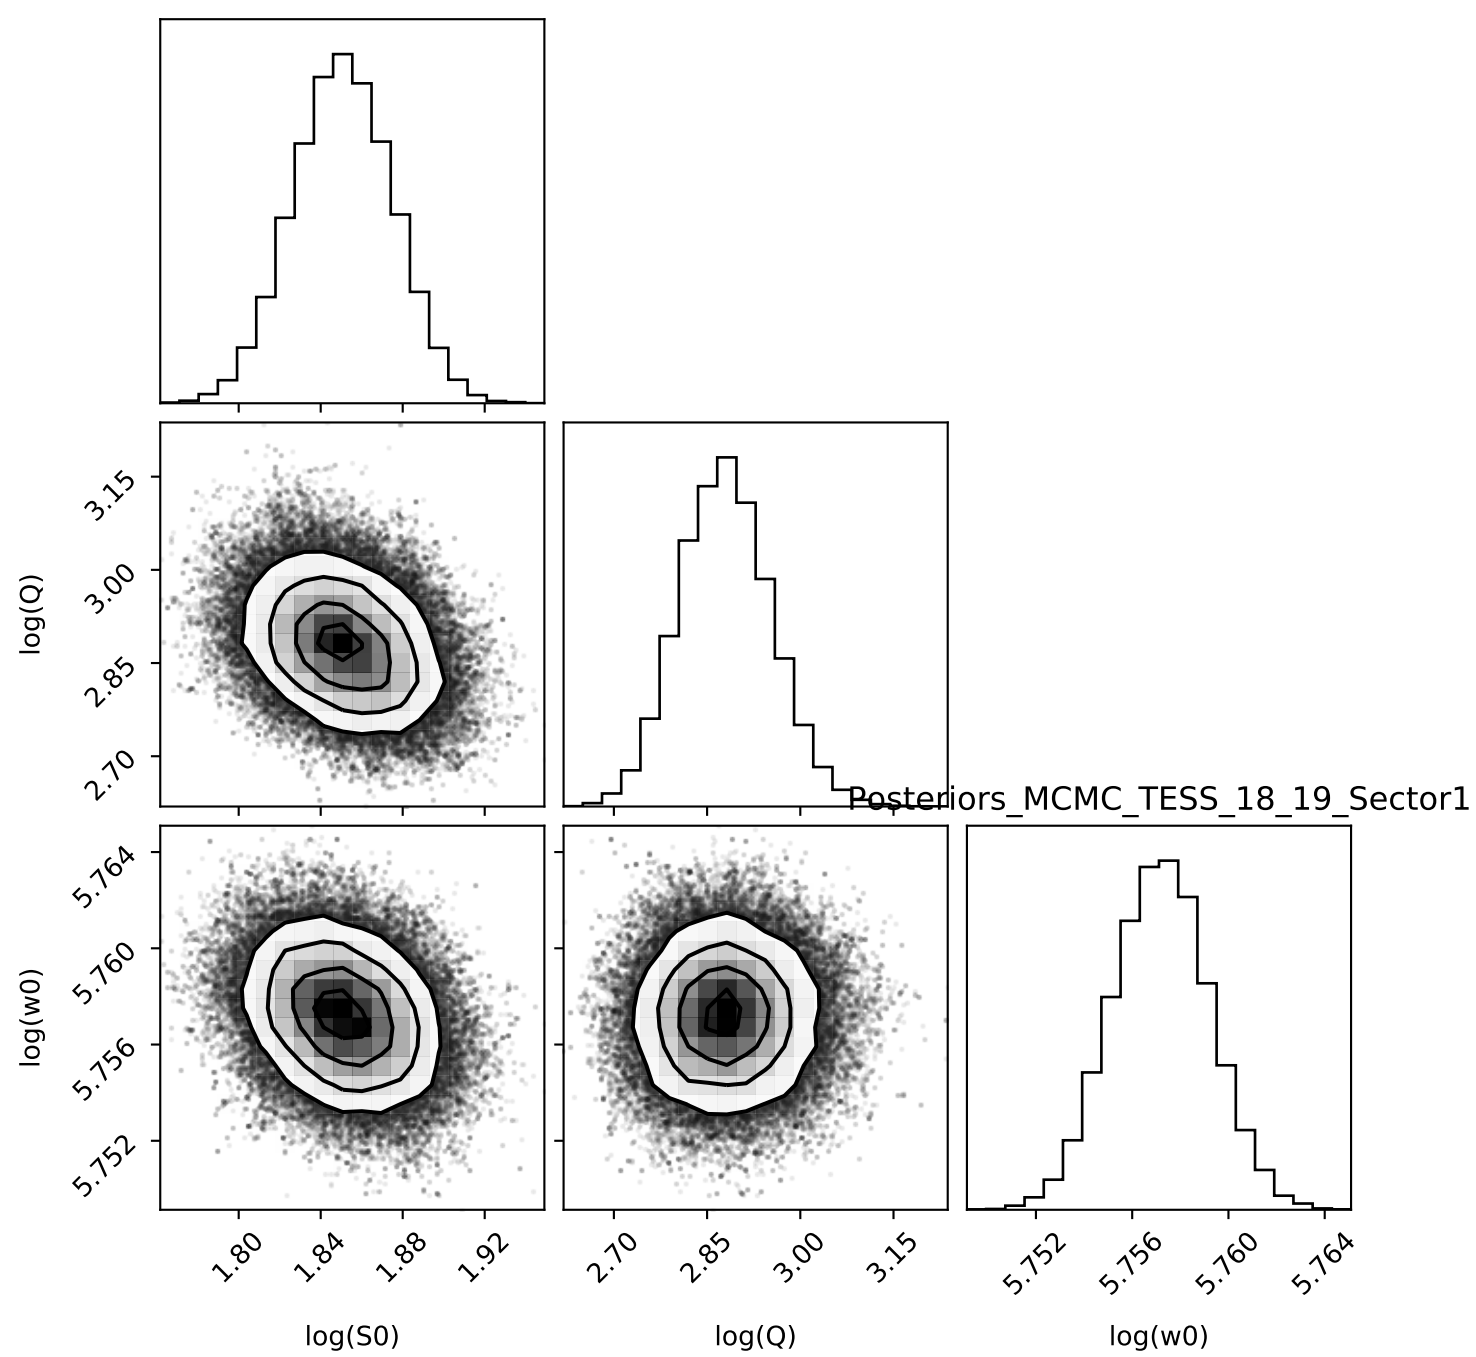 3.15
3.00
2.85
2.70
log(Q)
Posteriors_MCMC_TESS_18_19_Sector1
5.764
5.760
5.756
5.752
log(w0)
1.80 1.84 1.88 1.92
2.70 2.85 3.00 3.15
5.752 5.756 5.760 5.764
log(S0)
log(Q)
log(w0)